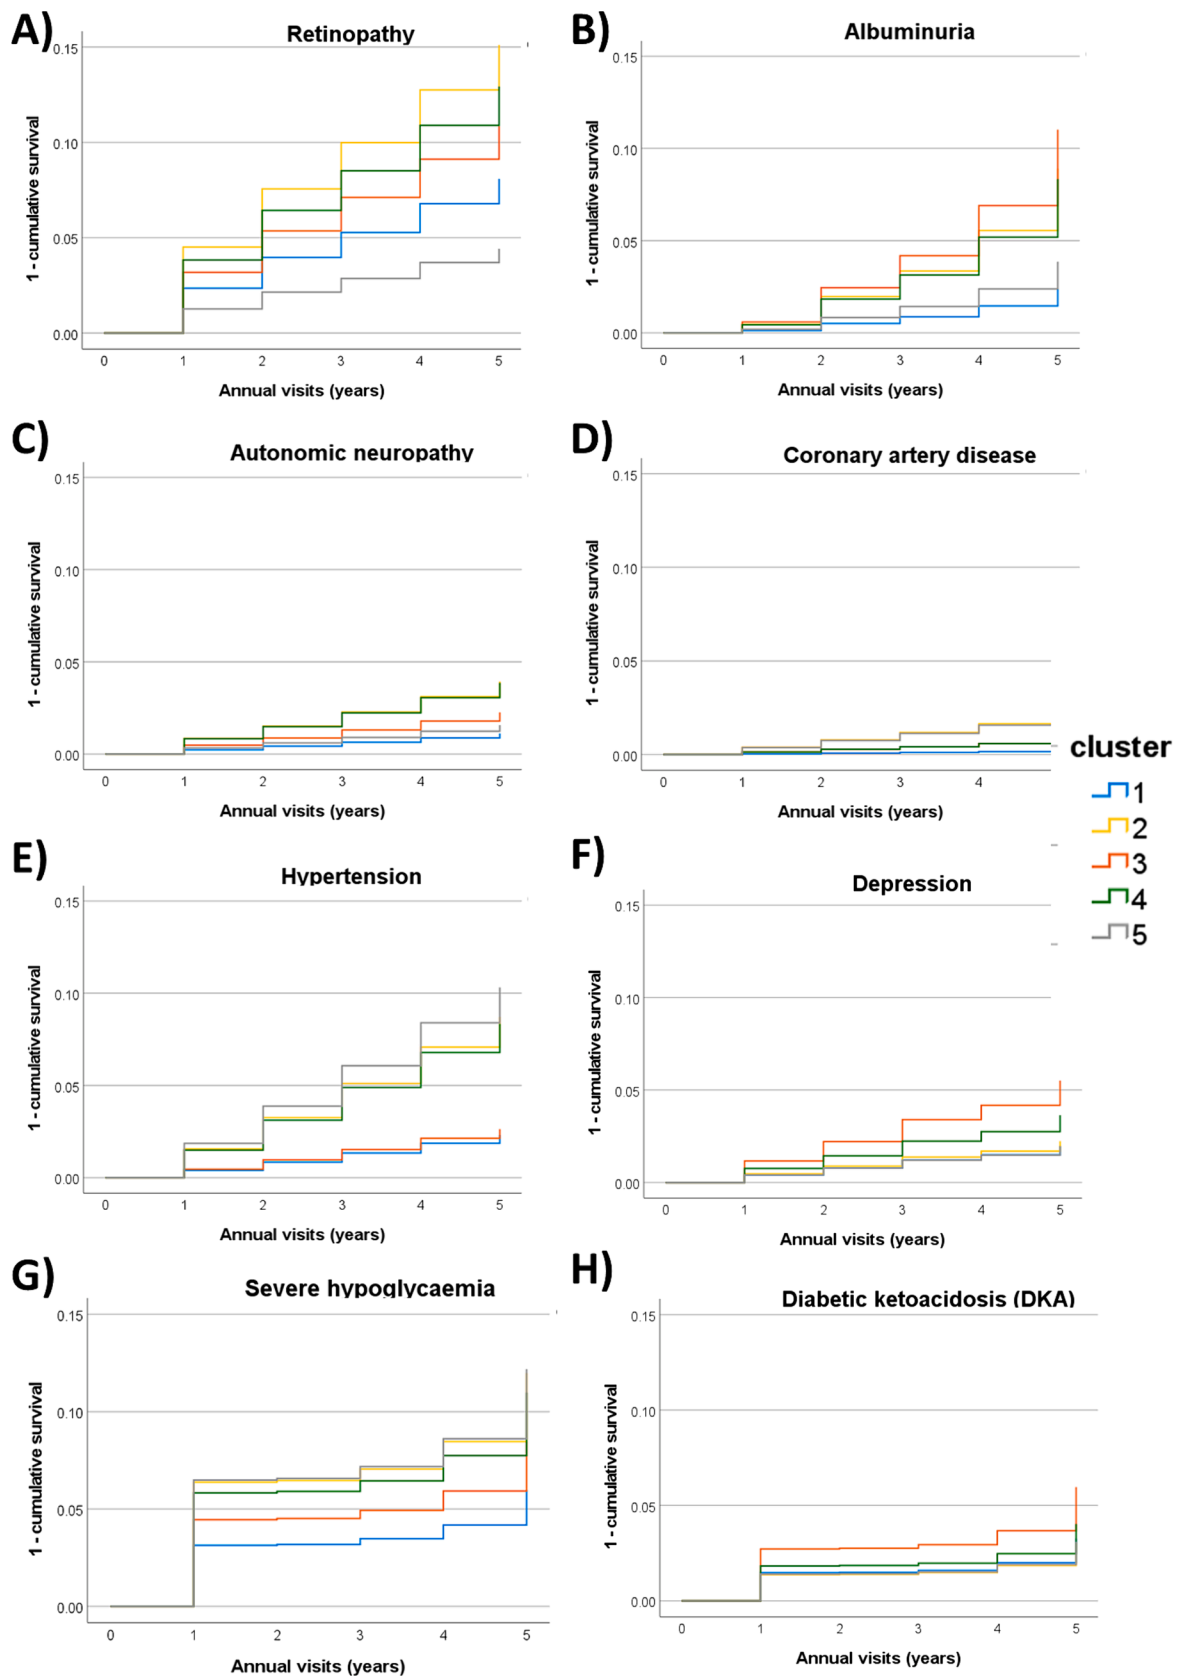 A)
Retinopathy
1 - cumulative survival
0.15
0.10
0.05
0.00
0 1 2 3 4 5
Annual visits (years)
B)
Albuminuria
1 - cumulative survival
0.15
0.10
0.05
0.00
0 1 2 3 4 5
Annual visits (years)
C)
Autonomic neuropathy
1 - cumulative survival
0.15
0.10
0.05
0.00
0 1 2 3 4 5
Annual visits (years)
D)
Coronary artery disease
1 - cumulative survival
0.15
0.10
0.05
0.00
0 1 2 3 4
Annual visits (years)
cluster
1
2
3
4
5
E)
Hypertension
1 - cumulative survival
0.15
0.10
0.05
0.00
0 1 2 3 4 5
Annual visits (years)
F)
Depression
1 - cumulative survival
0.15
0.10
0.05
0.00
0 1 2 3 4 5
Annual visits (years)
G)
Severe hypoglycaemia
1 - cumulative survival
0.15
0.10
0.05
0.00
0 1 2 3 4 5
Annual visits (years)
H)
Diabetic ketoacidosis (DKA)
1 - cumulative survival
0.15
0.10
0.05
0.00
0 1 2 3 4 5
Annual visits (years)